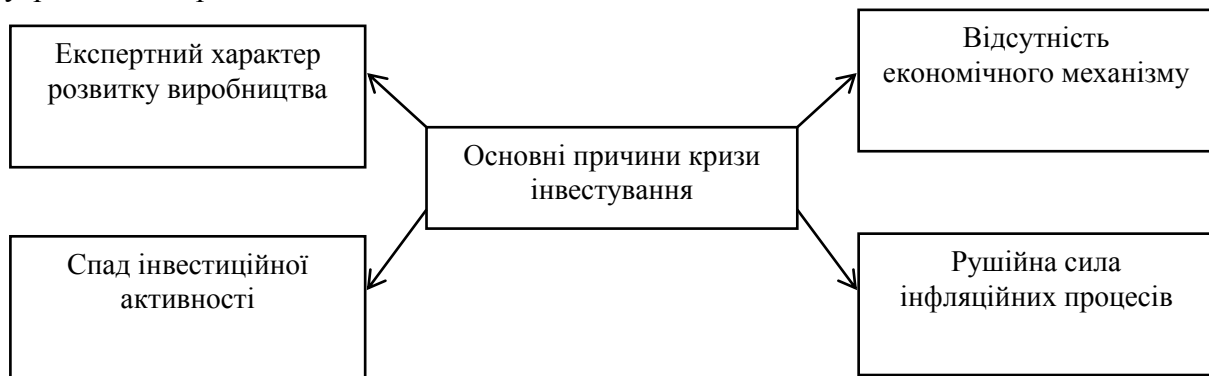 Експертний характер
розвитку виробництва
Відсутність
економічного механізму
Основні причини кризи
інвестування
Спад інвестиційної
активності
Рушійна сила
інфляційних процесів